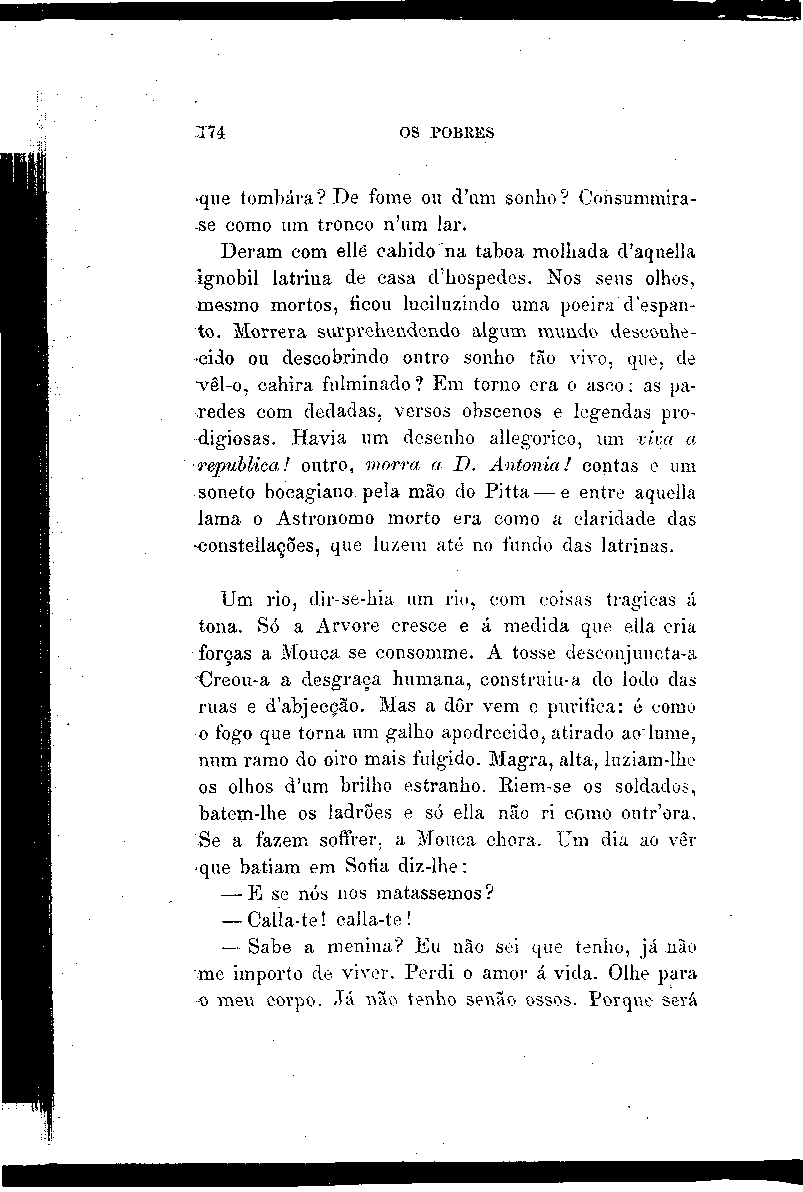 174 OS POBRES
que tombára? De fome ou d'um sonho? Consummira-
se como um tronco n'um lar.
Deram com elle cahido na taboa molhada d'aquella
ignobil latrina de casa d'hospedes. Nos seus olhos,
mesmo mortos, ficou luciluzindo uma poeira d'espan-
to. Morrera surprehendendo algum mundo desconhe-
cido ou descobrindo outro sonho tão vivo, que, de
vêl-o, cahira fulminado? Em torno era o asco: as pa-
redes com dedadas, versos obscenos e legendas pro-
digiosas. Havia um desenho allegorico, um viva a
republica! outro, morra a D. Antonia! contas e um
soneto bocagiano pela mão do Pitta — e entre aquella
lama o Astronomo morto era como a claridade das
constellações, que luzem até no fundo das latrinas.
Um rio, dir-se-hia um rio, com coisas tragicas á
tona. Só a Arvore cresce e á medida que ella cria
forças a Mouca se consomme. A tosse desconjuncta-a
Creou-a a desgraça humana, construiu-a do lodo das
ruas e d'abjecção. Mas a dôr vem e purifica: é como
o fogo que torna um galho apodrecido, atirado ao lume,
num ramo do oiro mais fulgido. Magra, alta, luziam-lhe
os olhos d'um brilho estranho. Riem-se os soldados,
batem-lhe os ladrões e só ella não ri como outr'ora.
Se a fazem soffrer, a Mouca chora. Um dia ao vêr
que batiam em Sofia diz-lhe:
— E se nós nos matassemos?
— Calla-te! calla-te!
— Sabe a menina? Eu não sei que tenho, já não
me importo de viver. Perdi o amor á vida. Olhe para
o meu corpo. Já não tenho senão ossos. Porque será